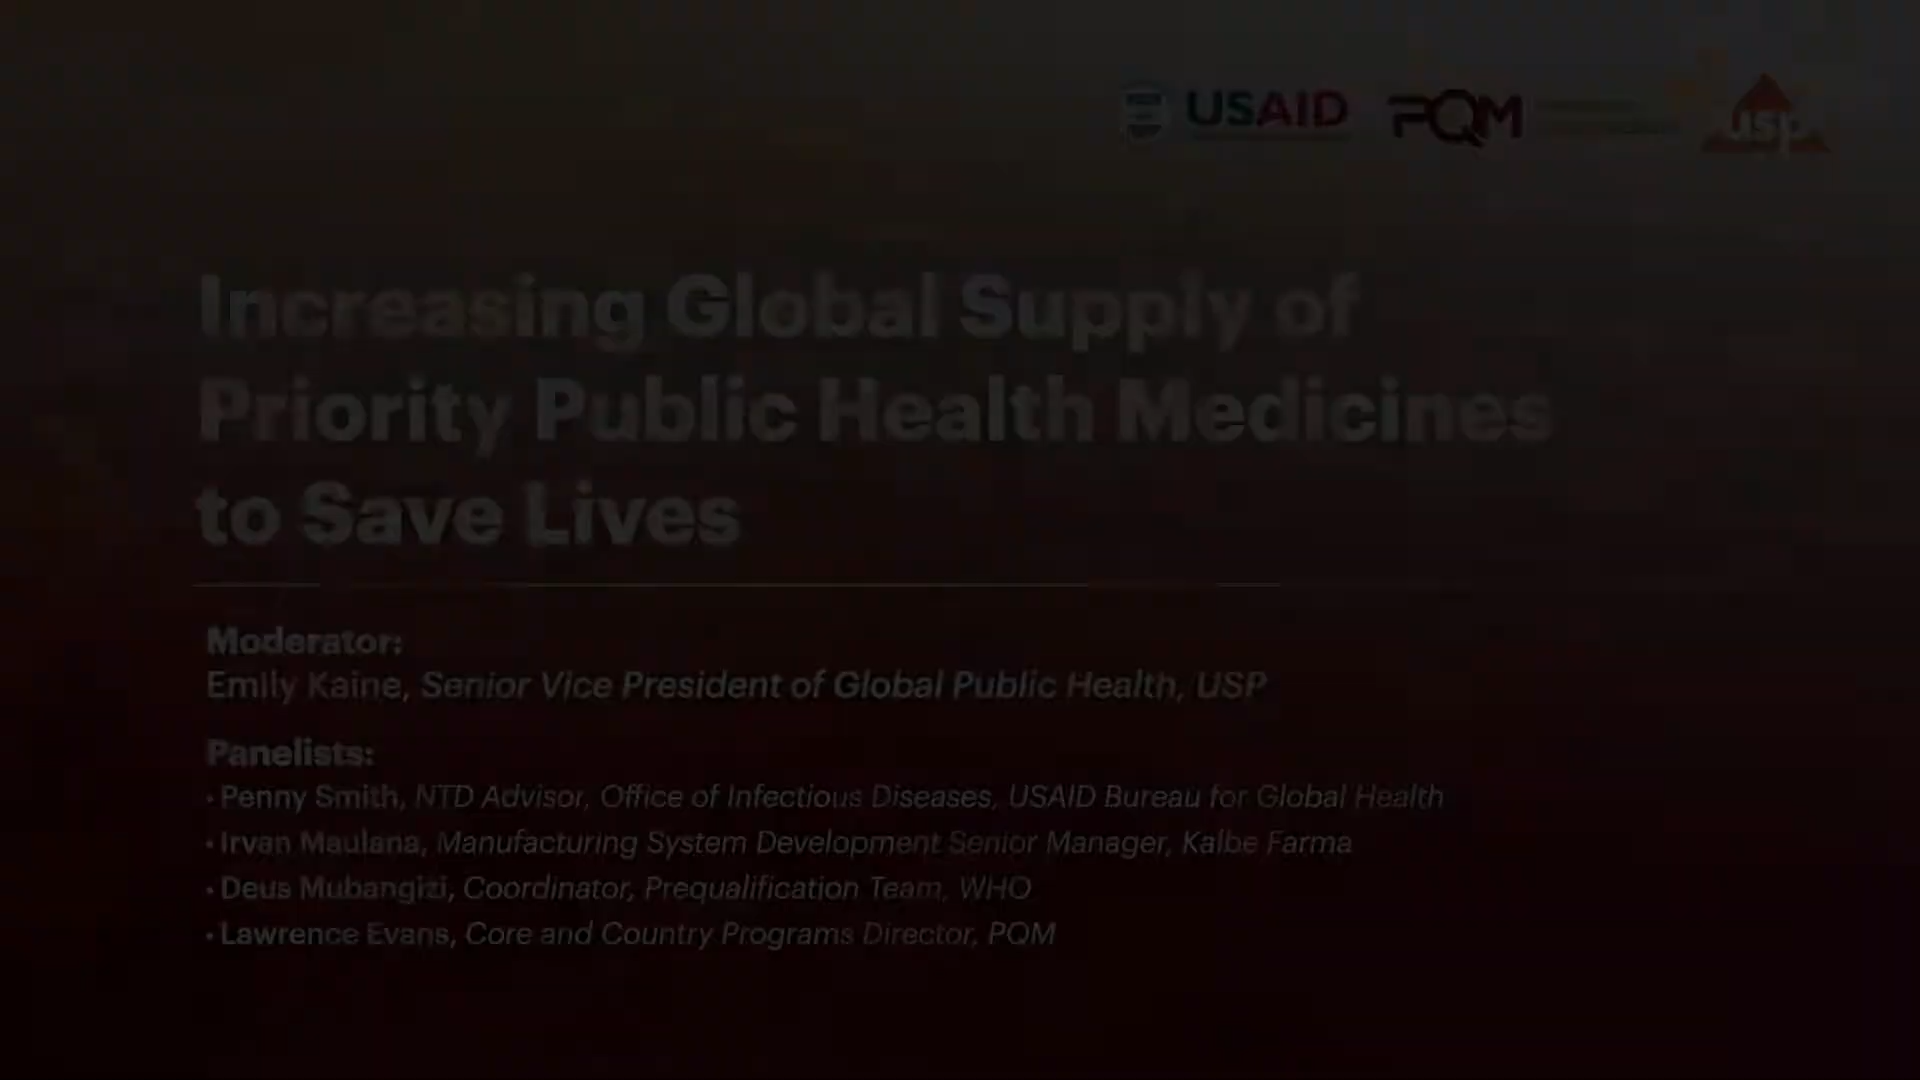 USAID PQM usp
Increasing Global Supply of
Priority Public Health Medicines
to Save Lives
Moderator:
Emily Kaine, Senior Vice President of Global Public Health, USP
Panelists:
• Penny Smith, NTD Advisor, Office of Infectious Diseases, USAID Bureau for Global Health
• Irvan Maulana, Manufacturing System Development Senior Manager, Kalbe Farma
• Deus Mubangizi, Coordinator, Prequalification Team, WHO
• Lawrence Evans, Core and Country Programs Director, PQM